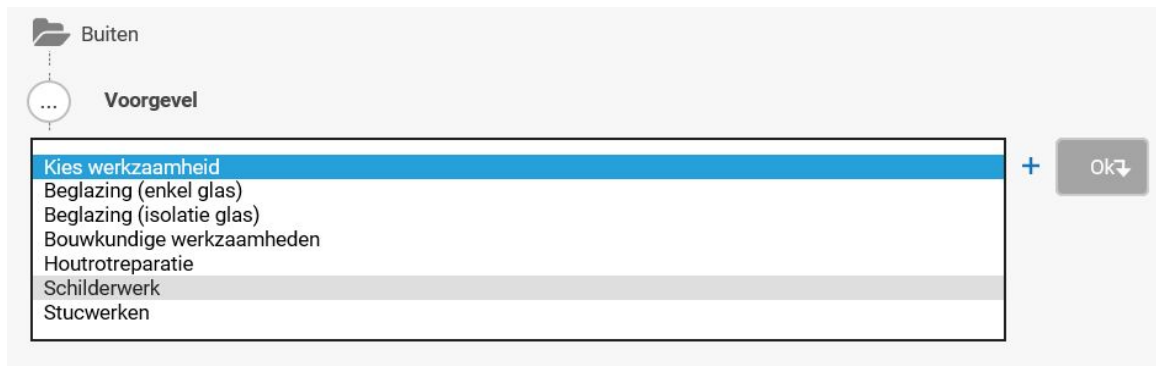 Buiten
...
Voorgevel
Kies werkzaamheid
+
Ok
Beglazing (enkel glas)
Beglazing (isolatie glas)
Bouwkundige werkzaamheden
Houtrotreparatie
Schilderwerk
Stucwerken